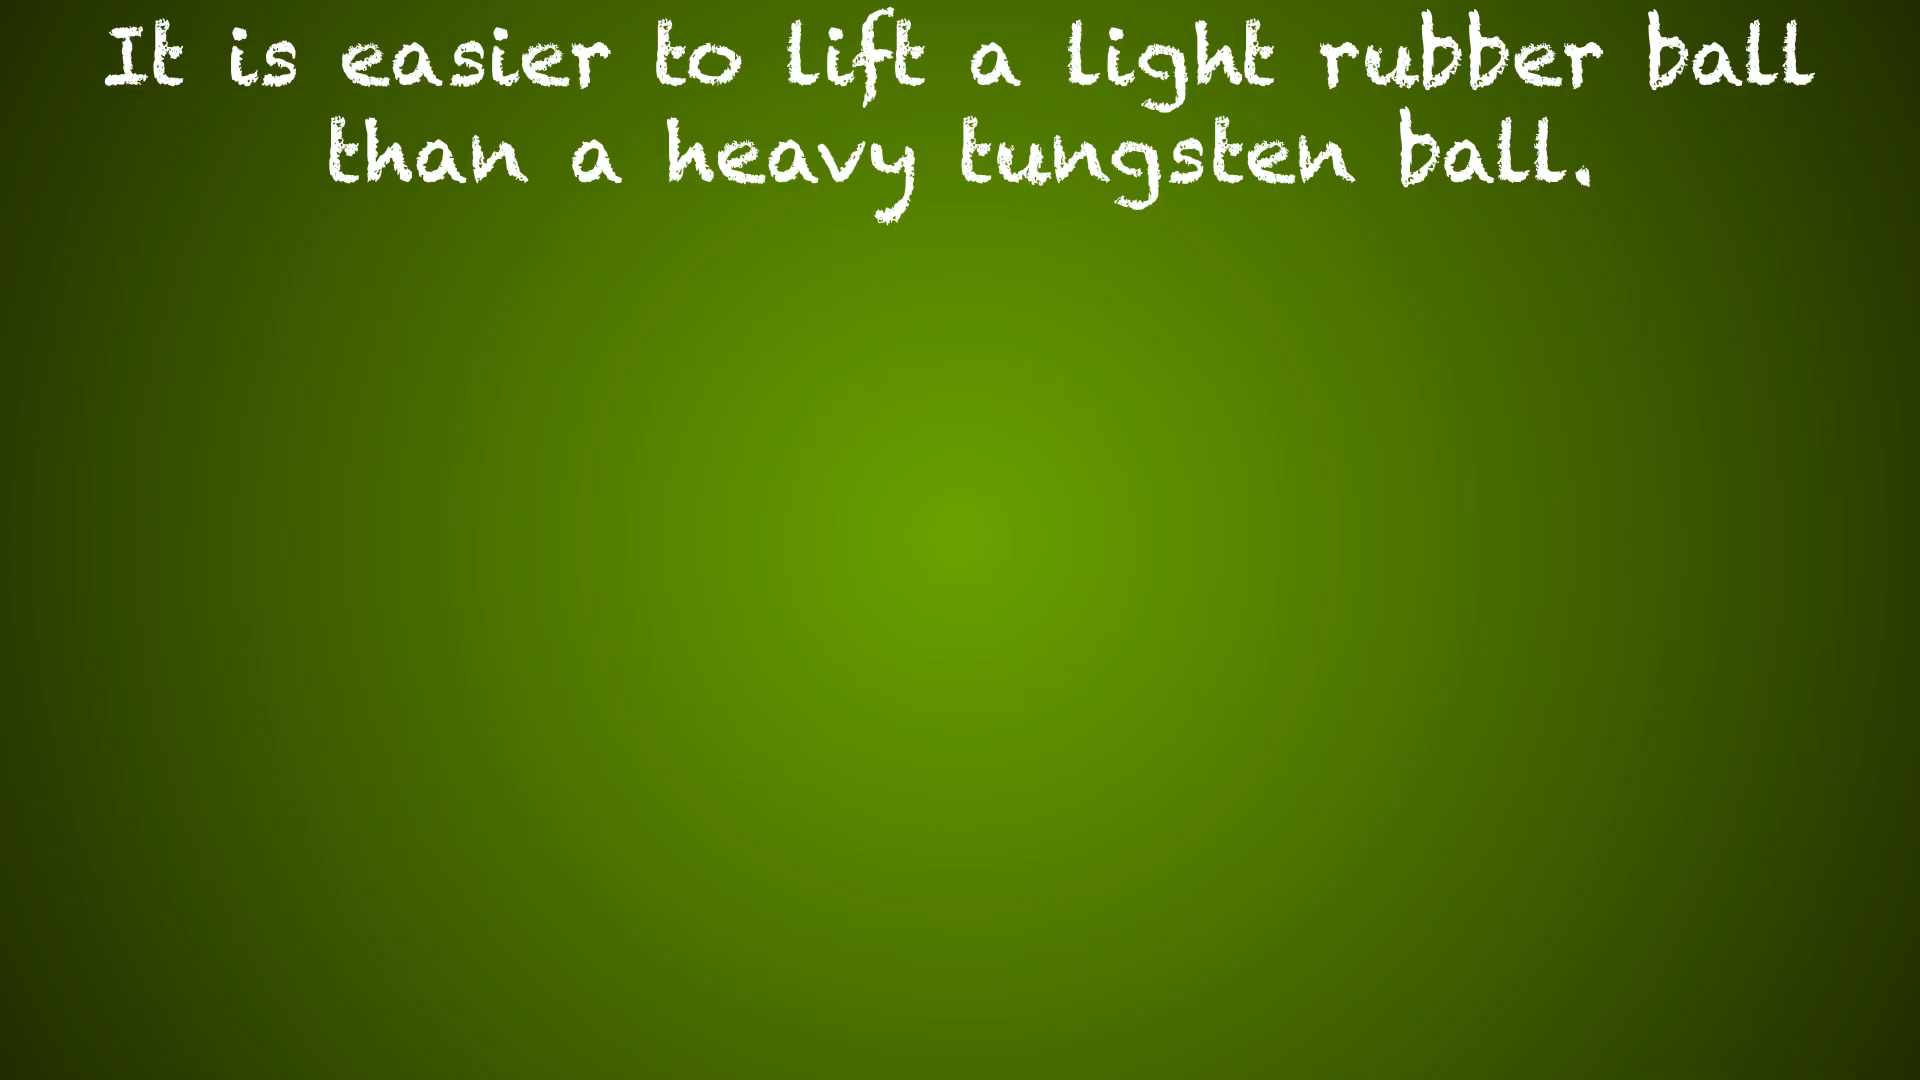 It is easier to lift a light rubber ball
than a heavy tungsten ball.